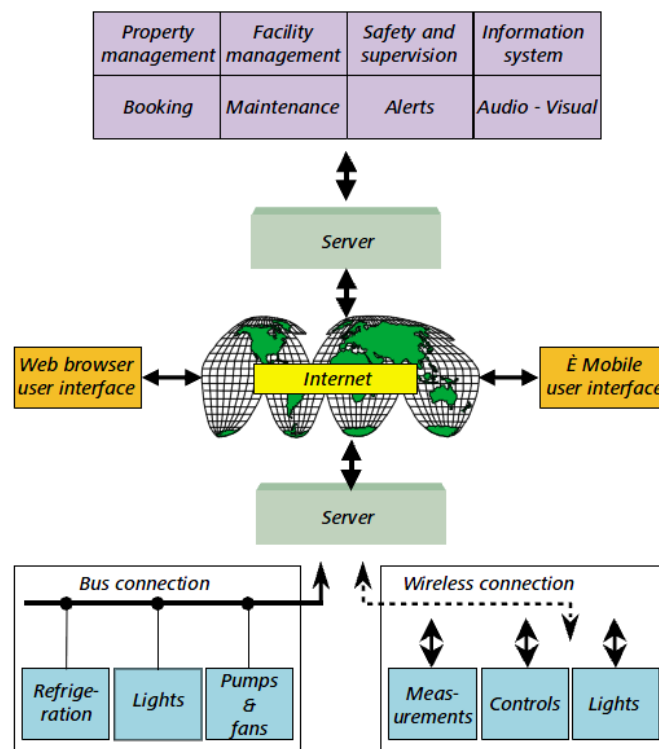 Property
management
Facility
management
Safety and
supervision
Information
system
Booking
Maintenance
Alerts
Audio - Visual
Server
Web browser
user interface
Internet
È Mobile
user interface
Server
Bus connection
Wireless connection
Refrige-
ration
Lights
Pumps
&
fans
Meas-
urements
Controls
Lights